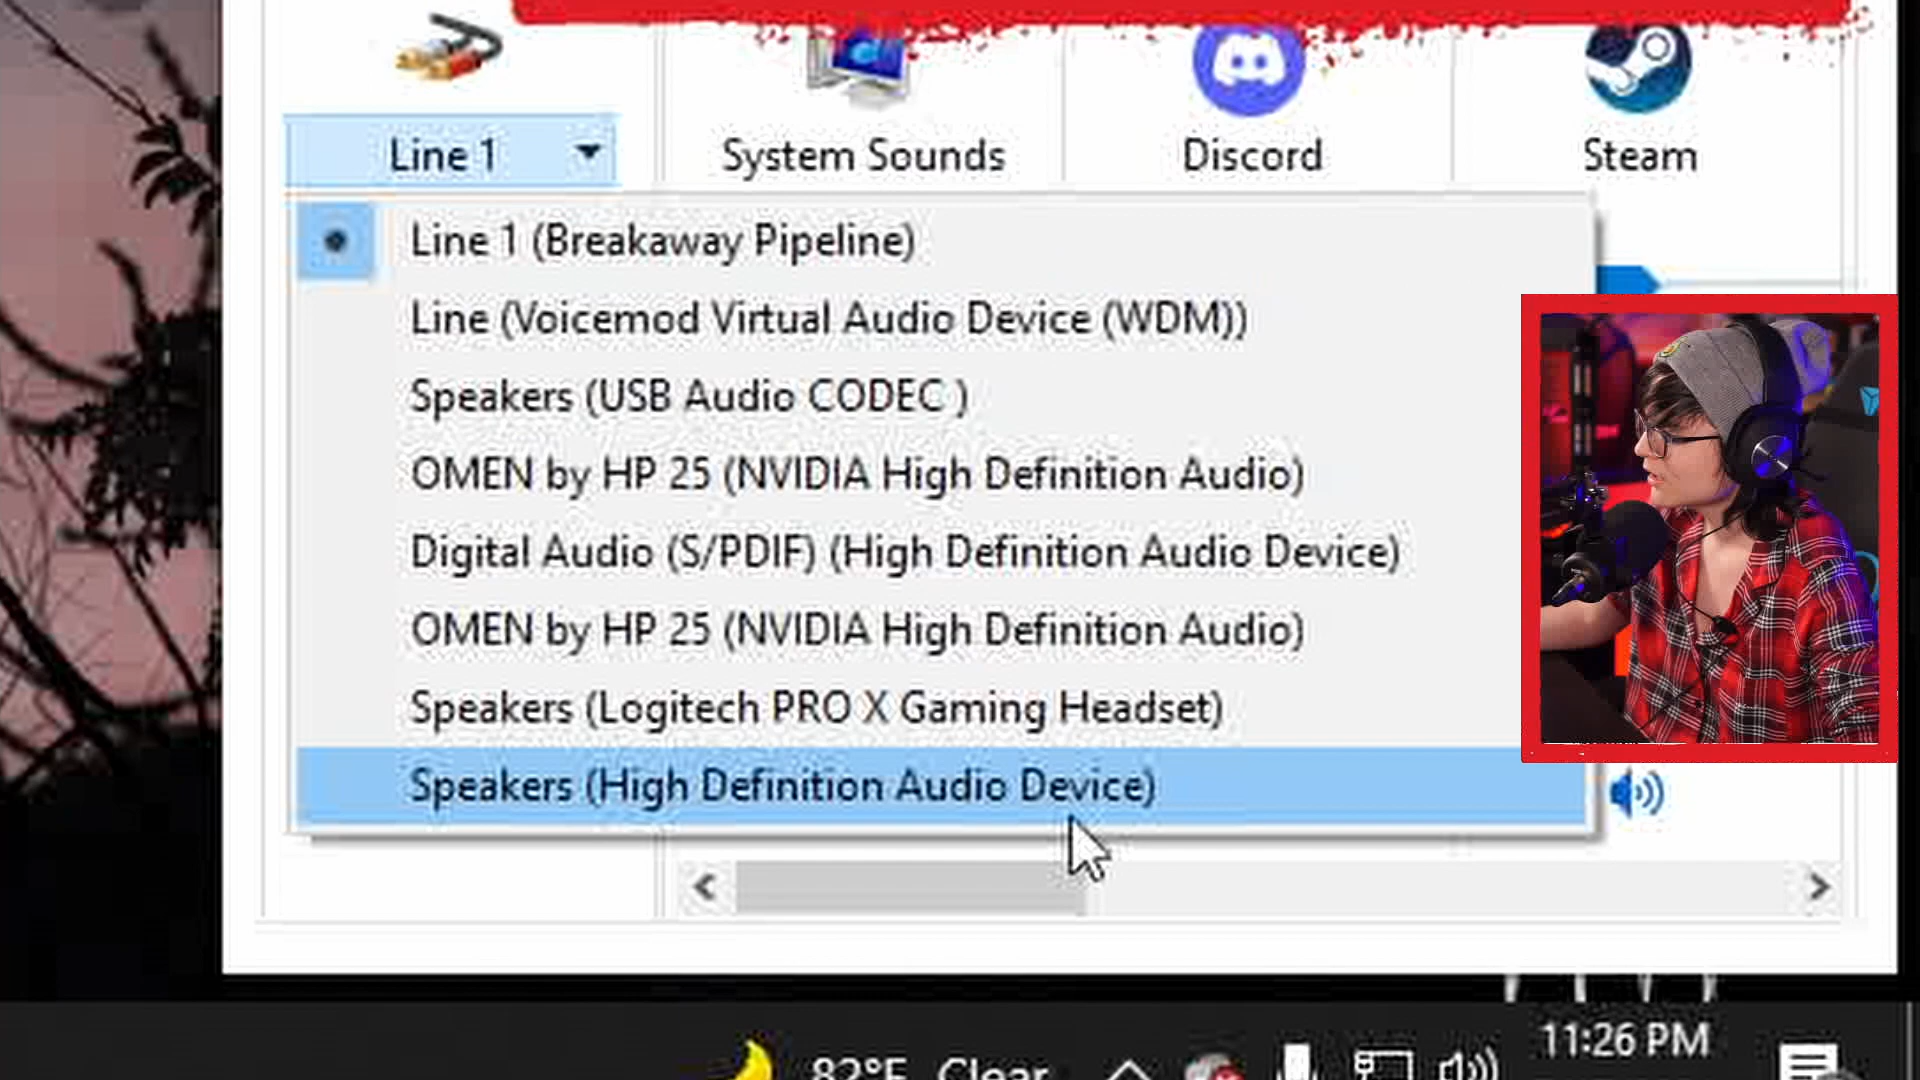 Line 1
System Sounds
Discord
Steam
Line 1 (Breakaway Pipeline)
Line (Voicemod Virtual Audio Device (WDM))
Speakers (USB Audio CODEC )
OMEN by HP 25 (NVIDIA High Definition Audio)
Digital Audio (S/PDIF) (High Definition Audio Device)
OMEN by HP 25 (NVIDIA High Definition Audio)
Speakers (Logitech PRO X Gaming Headset)
Speakers (High Definition Audio Device)
11:26 PM
82°F Clear